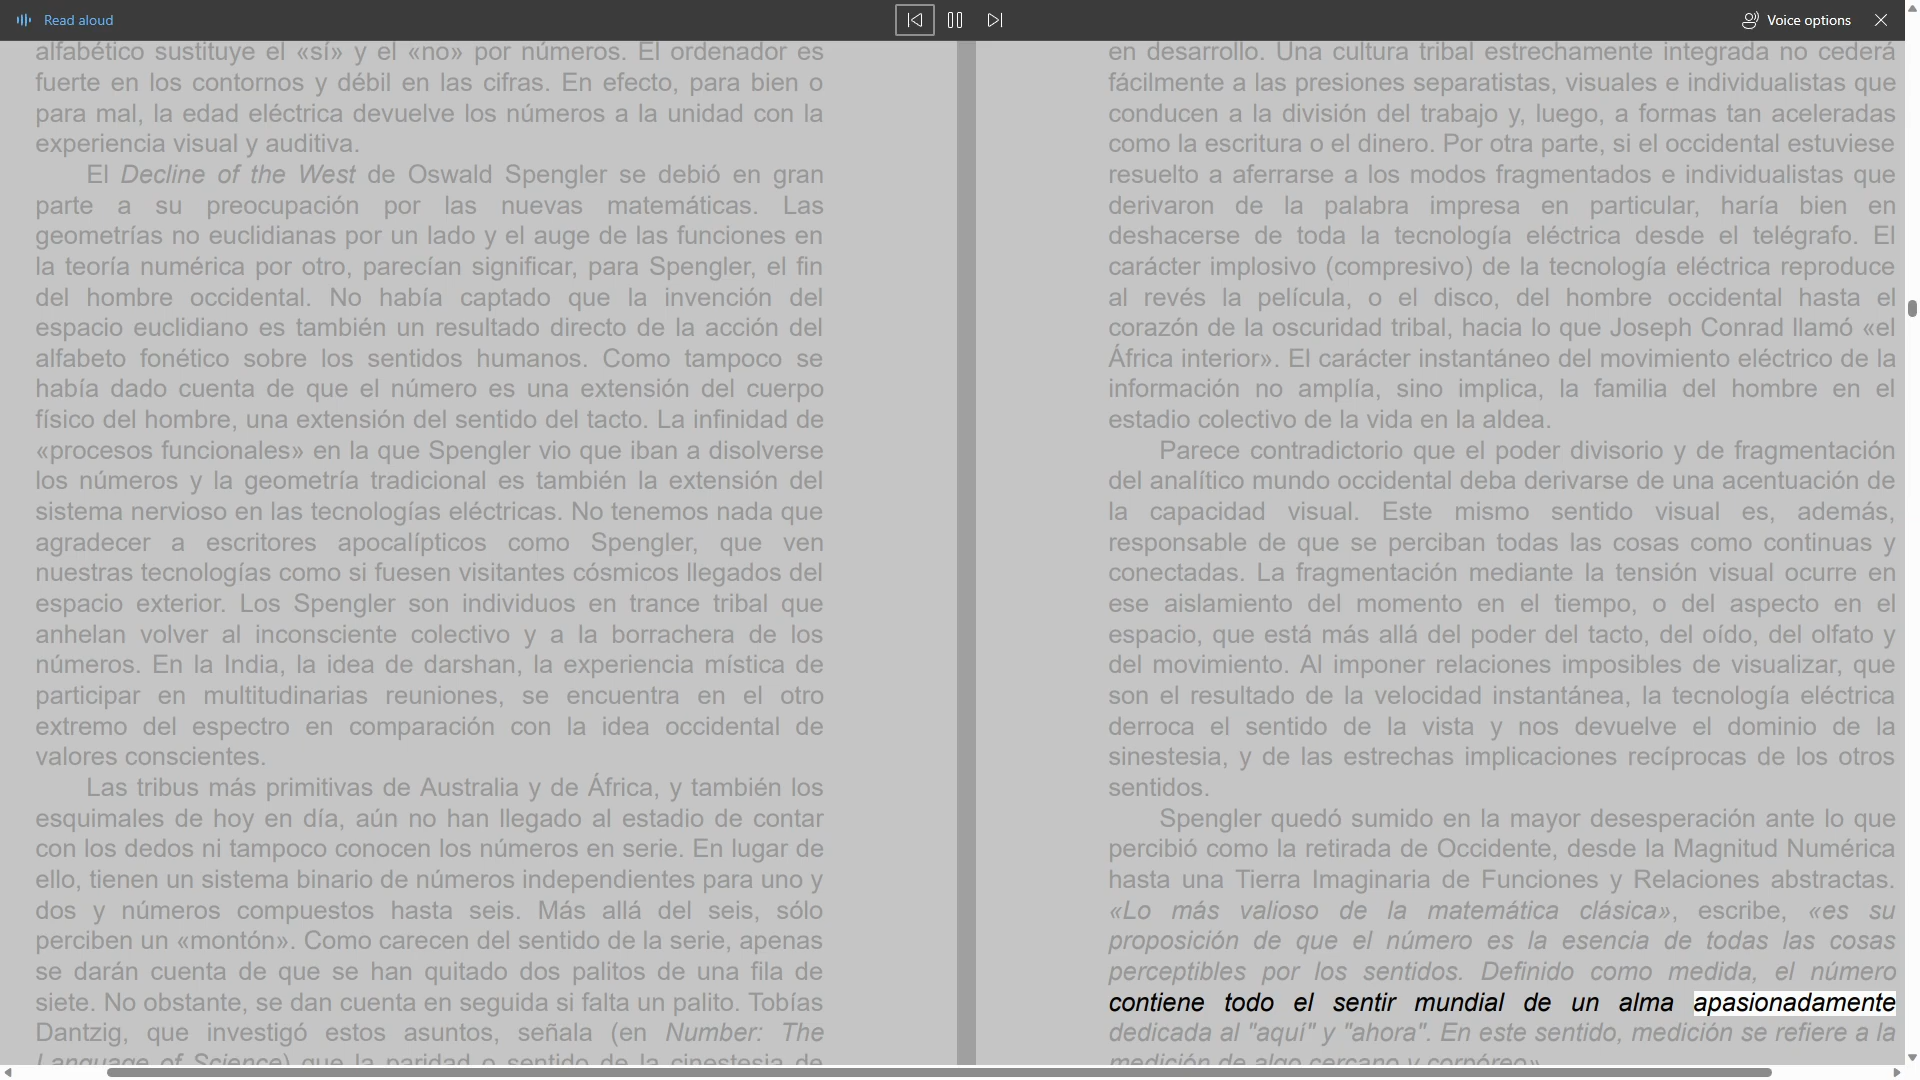 Read aloud
Voice options
alfabético sustituye el «sí» y el «no» por números. El ordenador es
fuerte en los contornos y débil en las cifras. En efecto, para bien o
para mal, la edad eléctrica devuelve los números a la unidad con la
experiencia visual y auditiva.
El Decline of the West de Oswald Spengler se debió en gran
parte a su preocupación por las nuevas matemáticas. Las
geometrías no euclidianas por un lado y el auge de las funciones en
la teoría numérica por otro, parecían significar, para Spengler, el fin
del hombre occidental. No había captado que la invención del
espacio euclidiano es también un resultado directo de la acción del
alfabeto fonético sobre los sentidos humanos. Como tampoco se
había dado cuenta de que el número es una extensión del cuerpo
físico del hombre, una extensión del sentido del tacto. La infinidad de
«procesos funcionales» en la que Spengler vio que iban a disolverse
los números y la geometría tradicional es también la extensión del
sistema nervioso en las tecnologías eléctricas. No tenemos nada que
agradecer a escritores apocalípticos como Spengler, que ven
nuestras tecnologías como si fuesen visitantes cósmicos llegados del
espacio exterior. Los Spengler son individuos en trance tribal que
anhelan volver al inconsciente colectivo y a la borrachera de los
números. En la India, la idea de darshan, la experiencia mística de
participar en multitudinarias reuniones, se encuentra en el otro
extremo del espectro en comparación con la idea occidental de
valores conscientes.
Las tribus más primitivas de Australia y de África, y también los
esquimales de hoy en día, aún no han llegado al estadio de contar
con los dedos ni tampoco conocen los números en serie. En lugar de
ello, tienen un sistema binario de números independientes para uno y
dos y números compuestos hasta seis. Más allá del seis, sólo
perciben un «montón». Como carecen del sentido de la serie, apenas
se darán cuenta de que se han quitado dos palitos de una fila de
siete. No obstante, se dan cuenta en seguida si falta un palito. Tobías
Dantzig, que investigó estos asuntos, señala (en Number: The
Language of Science) que la paridad o sentido de la cinestesia de
en desarrollo. Una cultura tribal estrechamente integrada no cederá
fácilmente a las presiones separatistas, visuales e individualistas que
conducen a la división del trabajo y, luego, a formas tan aceleradas
como la escritura o el dinero. Por otra parte, si el occidental estuviese
resuelto a aferrarse a los modos fragmentados e individualistas que
derivaron de la palabra impresa en particular, haría bien en
deshacerse de toda la tecnología eléctrica desde el telégrafo. El
carácter implosivo (compresivo) de la tecnología eléctrica reproduce
al revés la película, o el disco, del hombre occidental hasta el
corazón de la oscuridad tribal, hacia lo que Joseph Conrad llamó «el
África interior». El carácter instantáneo del movimiento eléctrico de la
información no amplía, sino implica, la familia del hombre en el
estadio colectivo de la vida en la aldea.
Parece contradictorio que el poder divisorio y de fragmentación
del analítico mundo occidental deba derivarse de una acentuación de
la capacidad visual. Este mismo sentido visual es, además,
responsable de que se perciban todas las cosas como continuas y
conectadas. La fragmentación mediante la tensión visual ocurre en
ese aislamiento del momento en el tiempo, o del aspecto en el
espacio, que está más allá del poder del tacto, del oído, del olfato y
del movimiento. Al imponer relaciones imposibles de visualizar, que
son el resultado de la velocidad instantánea, la tecnología eléctrica
derroca el sentido de la vista y nos devuelve el dominio de la
sinestesia, y de las estrechas implicaciones recíprocas de los otros
sentidos.
Spengler quedó sumido en la mayor desesperación ante lo que
percibió como la retirada de Occidente, desde la Magnitud Numérica
hasta una Tierra Imaginaria de Funciones y Relaciones abstractas.
«Lo más valioso de la matemática clásica», escribe, «es su
proposición de que el número es la esencia de todas las cosas
perceptibles por los sentidos. Definido como medida, el número
contiene todo el sentir mundial de un alma apasionadamente
dedicada al "aquí" y "ahora". En este sentido, medición se refiere a la
medición de algo cercano y corpóreo»